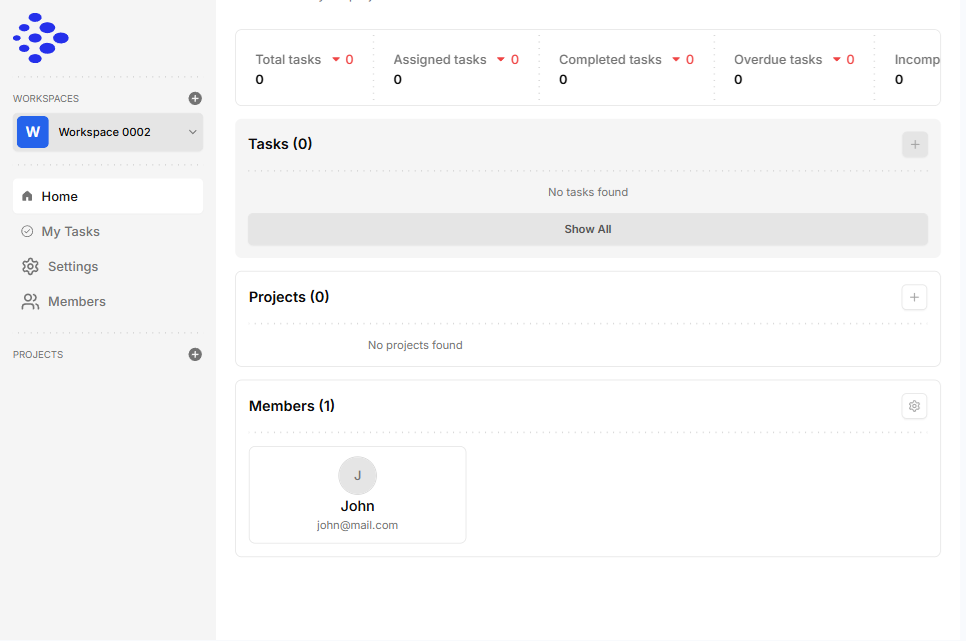 Total tasks 0
0
Assigned tasks 0
0
Completed tasks 0
0
Overdue tasks 0
0
Incomp
0
WORKSPACES
W Workspace 0002
Home
My Tasks
Settings
Members
PROJECTS
Tasks (0)
No tasks found
Show All
Projects (0)
No projects found
Members (1)
J
John
john@mail.com